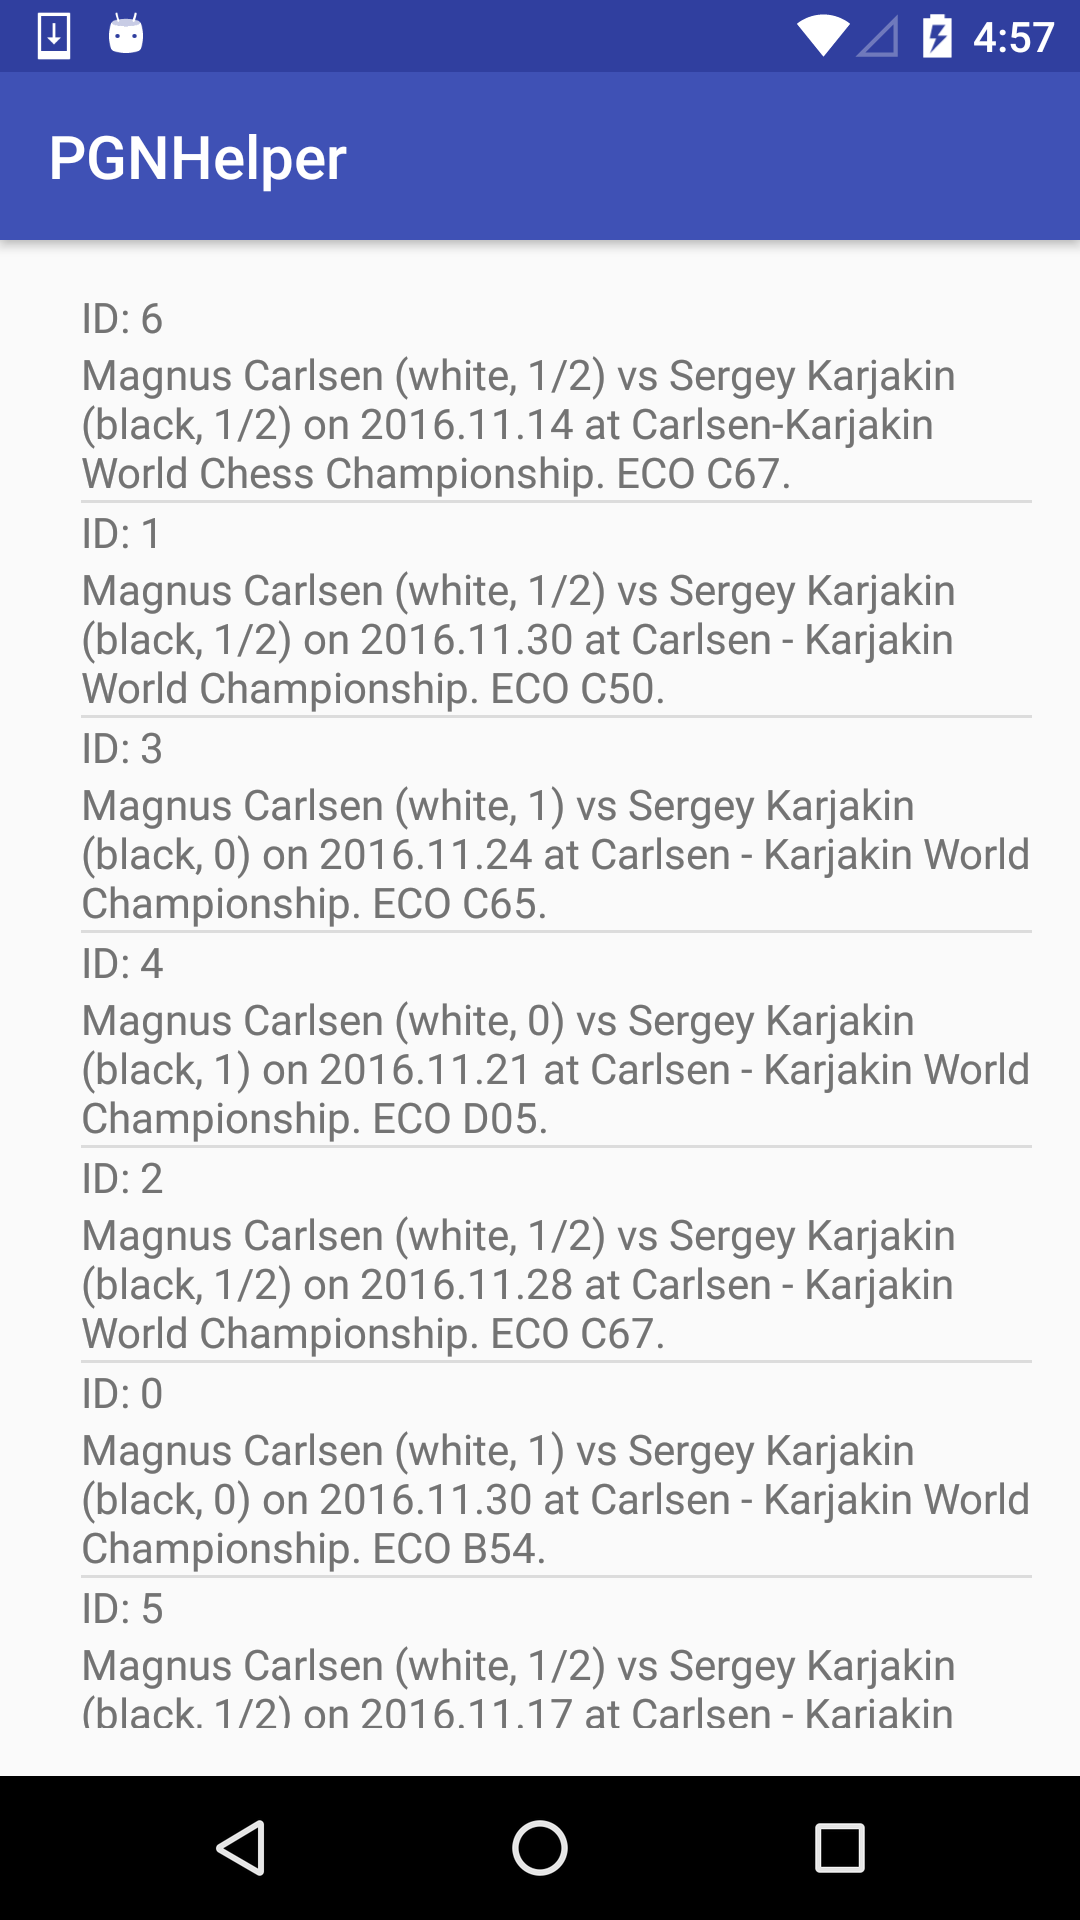 4:57
PGNHelper
ID: 6
Magnus Carlsen (white, 1/2) vs Sergey Karjakin
(black, 1/2) on 2016.11.14 at Carlsen-Karjakin
World Chess Championship. ECO C67.
ID: 1
Magnus Carlsen (white, 1/2) vs Sergey Karjakin
(black, 1/2) on 2016.11.30 at Carlsen - Karjakin
World Championship. ECO C50.
ID: 3
Magnus Carlsen (white, 1) vs Sergey Karjakin
(black, 0) on 2016.11.24 at Carlsen - Karjakin World
Championship. ECO C65.
ID: 4
Magnus Carlsen (white, 0) vs Sergey Karjakin
(black, 1) on 2016.11.21 at Carlsen - Karjakin World
Championship. ECO D05.
ID: 2
Magnus Carlsen (white, 1/2) vs Sergey Karjakin
(black, 1/2) on 2016.11.28 at Carlsen - Karjakin
World Championship. ECO C67.
ID: 0
Magnus Carlsen (white, 1) vs Sergey Karjakin
(black, 0) on 2016.11.30 at Carlsen - Karjakin World
Championship. ECO B54.
ID: 5
Magnus Carlsen (white, 1/2) vs Sergey Karjakin
(black, 1/2) on 2016.11.17 at Carlsen - Karjakin